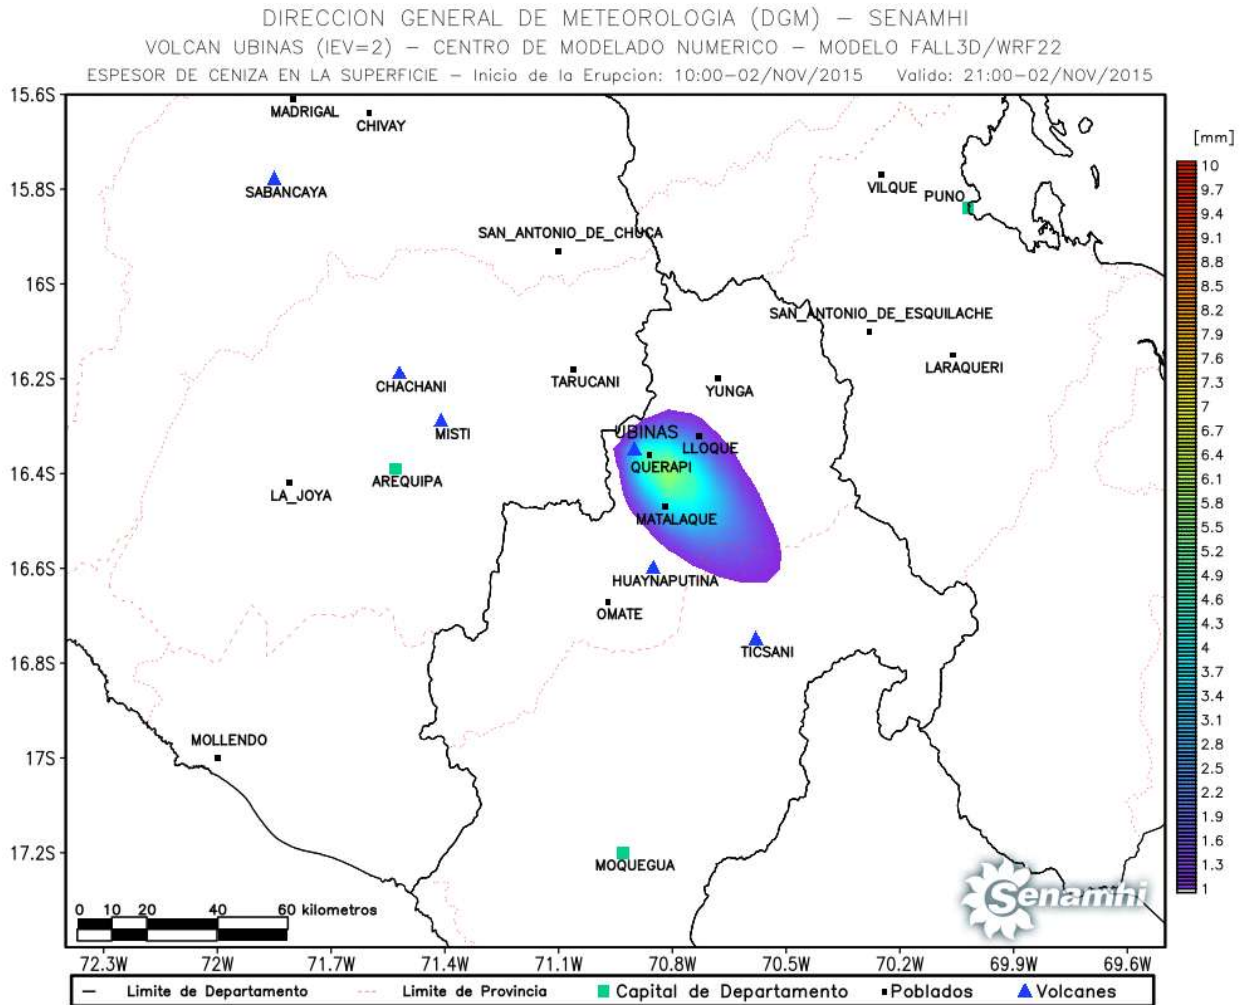 DIRECCION GENERAL DE METEOROLOGIA (DGM) – SENAMHI
VOLCAN UBINAS (IEV=2) – CENTRO DE MODELADO NUMERICO – MODELO FALL3D/WRF22
ESPESOR DE CENIZA EN LA SUPERFICIE – Inicio de la Erupcion: 10:00–02/NOV/2015 Valido: 21:00–02/NOV/2015
15.6S
MADRIGAL
CHIVAY
[mm]
15.8S
SABANCAYA
VILQUE
PUNO
SAN_ANTONIO_DE_CHUCA
16S
SAN_ANTONIO_DE_ESQUILACHE
LARAQUERI
16.2S
CHACHANI
TARUCANI
YUNGA
MISTI
UBINAS
LLOQUE
QUERAPI
16.4S
AREQUIPA
LA_JOYA
MATALAQUE
16.6S
HUAYNAPUTINA
OMATE
TICSANI
16.8S
MOLLENDO
17S
17.2S
MOQUEGUA
Senamhi
10
9.7
9.4
9.1
8.8
8.5
8.2
7.9
7.6
7.3
7
6.7
6.4
6.1
5.8
5.5
5.2
4.9
4.6
4.3
4
3.7
3.4
3.1
2.8
2.5
2.2
1.9
1.6
1.3
1
0 10 20 40 60 kilometros
72.3W 72W 71.7W 71.4W 71.1W 70.8W 70.5W 70.2W 69.9W 69.6W
Limite de Departamento Limite de Provincia Capital de Departamento Poblados Volcanes